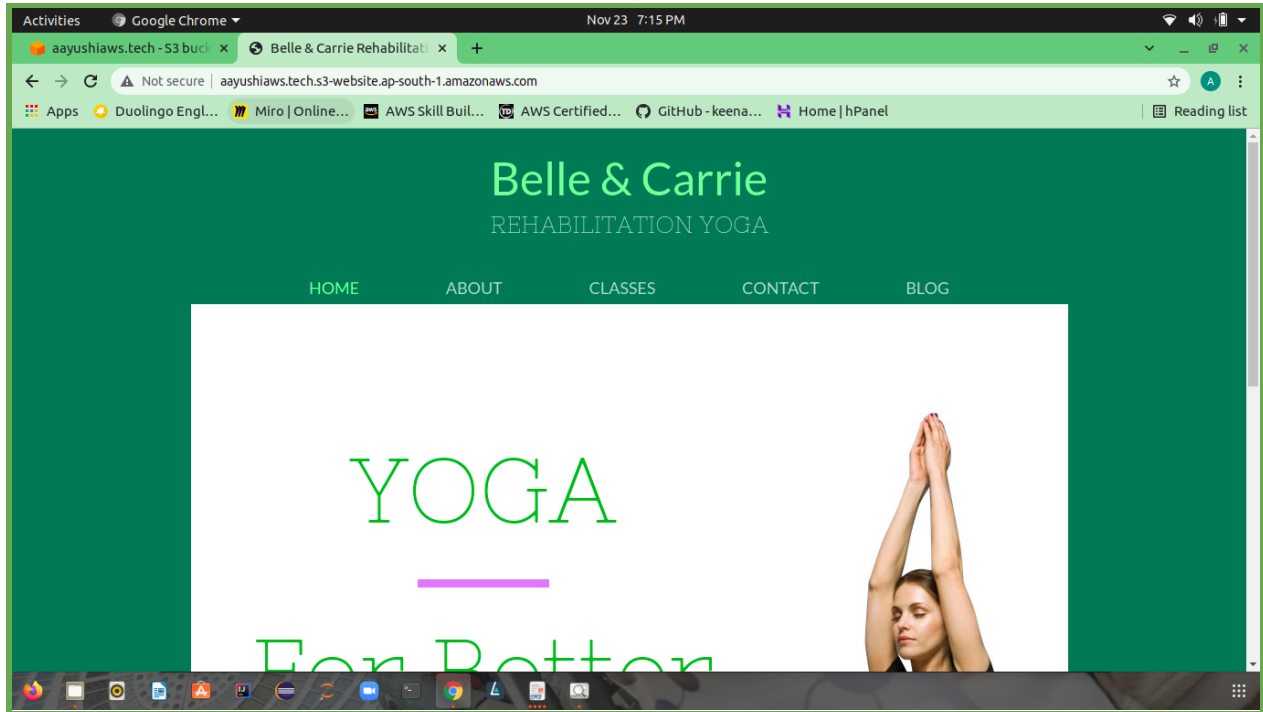 Activities Google Chrome Nov 23 7:15 PM
aayushiaws.tech - S3 buck Belle & Carrie Rehabilitati
Not secure aayushiaws.tech.s3-website.ap-south-1.amazonaws.com A
Apps Duolingo Engl... Miro | Online... AWS Skill Buil... AWS Certified... GitHub - keena... Home | hPanel Reading list
Belle & Carrie
REHABILITATION YOGA
HOME ABOUT CLASSES CONTACT BLOG
YOGA
For Better